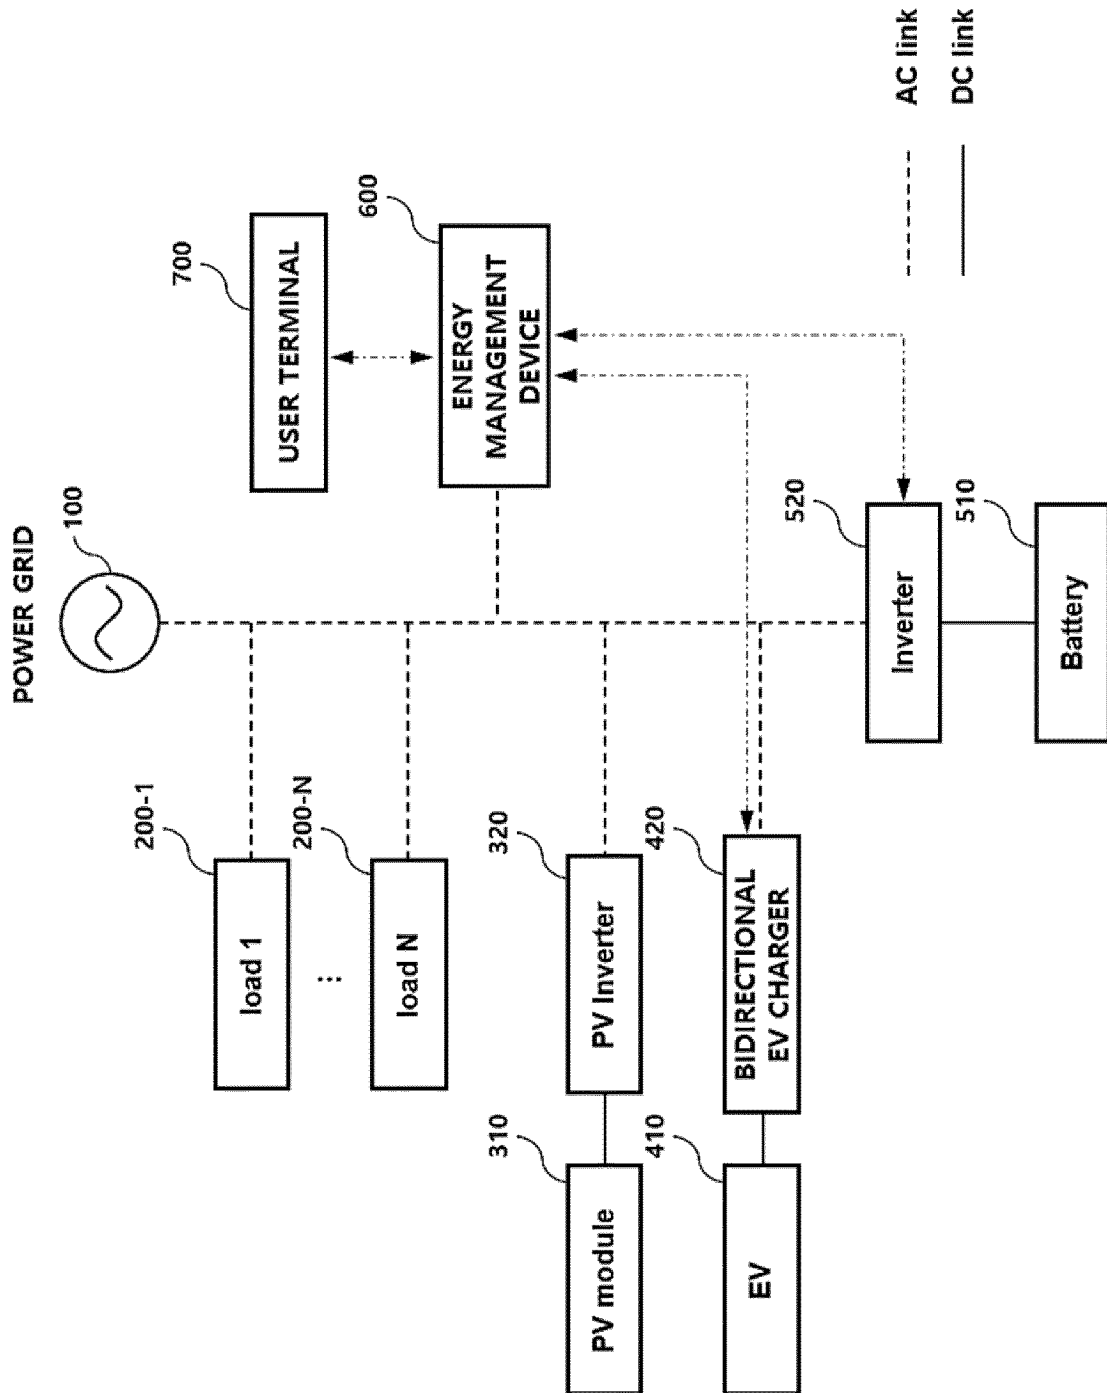 POWER GRID
100
700
USER TERMINAL
600
ENERGY
MANAGEMENT
DEVICE
200-1
load 1
...
200-N
load N
320
PV Inverter
310
PV module
420
BIDIRECTIONAL
EV CHARGER
410
EV
520
Inverter
510
Battery
AC link
DC link